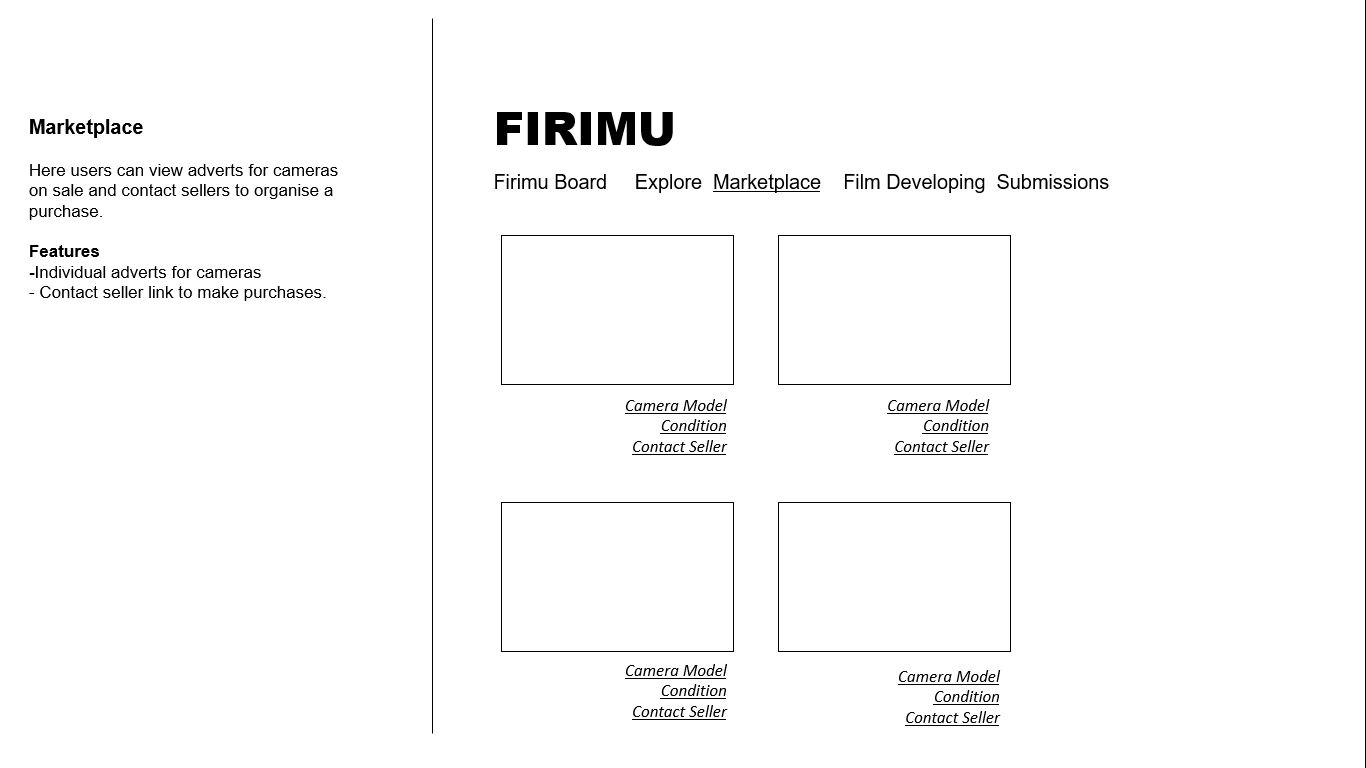 Marketplace
Here users can view adverts for cameras
on sale and contact sellers to organise a
purchase.
Features
-Individual adverts for cameras
- Contact seller link to make purchases.
FIRIMU
Firimu Board Explore Marketplace Film Developing Submissions
Camera Model
Condition
Contact Seller
Camera Model
Condition
Contact Seller
Camera Model
Condition
Contact Seller
Camera Model
Condition
Contact Seller